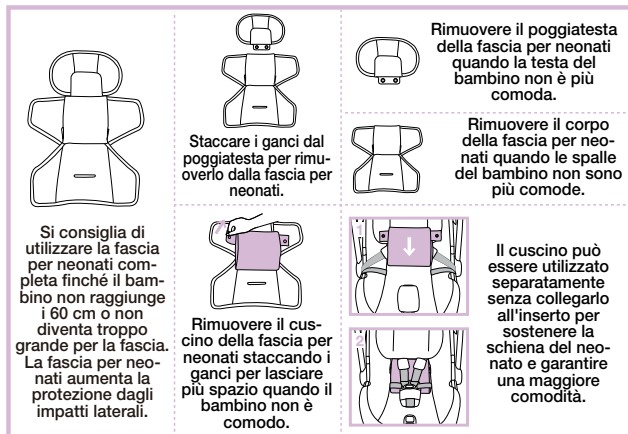 Si consiglia di
utilizzare la fascia
per neonati com-
pleta finché il bam-
bino non raggiunge
i 60 cm o non
diventa troppo
grande per la fascia.
La fascia per neo-
nati aumenta la
protezione dagli
impatti laterali.
Staccare i ganci dal
poggiatesta per rimu-
overlo dalla fascia per
neonati.
Rimuovere il poggiatesta
della fascia per neonati
quando la testa del
bambino non è più
comoda.
Rimuovere il corpo
della fascia per neo-
nati quando le spalle
del bambino non sono
più comode.
Rimuovere il cus-
cino della fascia per
neonati staccando i
ganci per lasciare
più spazio quando il
bambino non è
comodo.
1
2
Il cuscino può
essere utilizzato
separatamente
senza collegarlo
all'inserto per
sostenere la
schiena del neo-
nato e garantire
una maggiore
comodità.